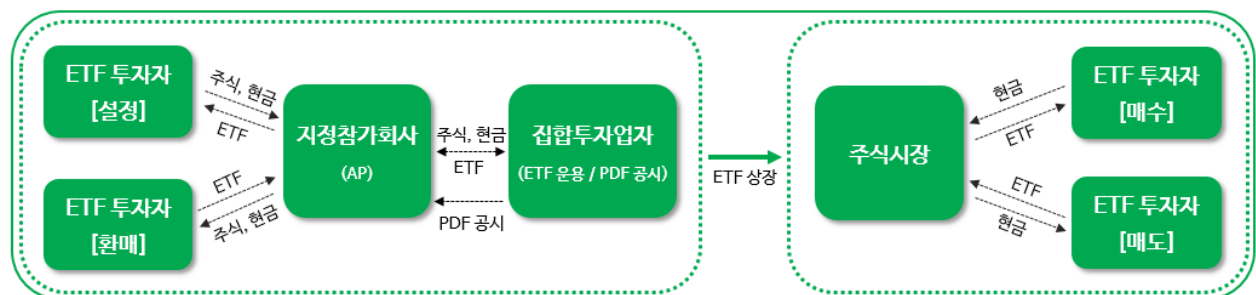 ETF 투자자
[설정]
주식, 현금
ETF
ETF 투자자
[환매]
ETF
주식, 현금
지정참가회사
(AP)
주식, 현금
ETF
PDF 공시
집합투자업자
(ETF 운용 / PDF 공시)
ETF 상장
주식시장
현금
ETF
ETF 투자자
[매수]
ETF
현금
ETF 투자자
[매도]